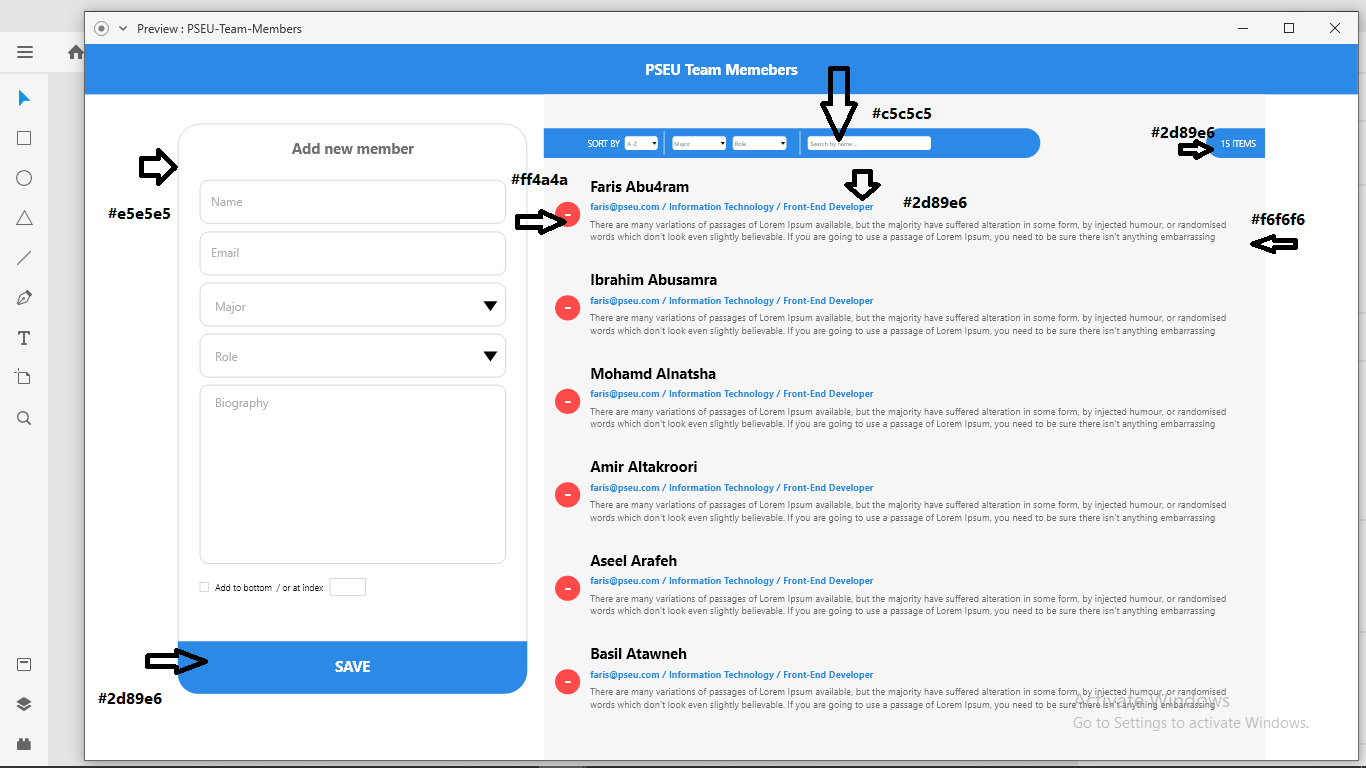 Preview : PSEU-Team-Members
PSEU Team Memebers
#c5c5c5
#2d89e6
SORT BY A-Z Major Role Search by name ..
15 ITEMS
Add new member
#e5e5e5
#ff4a4a
#2d89e6
#f6f6f6
Name
Email
Major
Role
Biography
Add to bottom / or at index
SAVE
#2d89e6
Faris Abu4ram
faris@pseu.com / Information Technology / Front-End Developer
There are many variations of passages of Lorem Ipsum available, but the majority have suffered alteration in some form, by injected humour, or randomised
words which don't look even slightly believable. If you are going to use a passage of Lorem Ipsum, you need to be sure there isn't anything embarrassing
Ibrahim Abusamra
faris@pseu.com / Information Technology / Front-End Developer
There are many variations of passages of Lorem Ipsum available, but the majority have suffered alteration in some form, by injected humour, or randomised
words which don't look even slightly believable. If you are going to use a passage of Lorem Ipsum, you need to be sure there isn't anything embarrassing
Mohamd Alnatsha
faris@pseu.com / Information Technology / Front-End Developer
There are many variations of passages of Lorem Ipsum available, but the majority have suffered alteration in some form, by injected humour, or randomised
words which don't look even slightly believable. If you are going to use a passage of Lorem Ipsum, you need to be sure there isn't anything embarrassing
Amir Altakroori
faris@pseu.com / Information Technology / Front-End Developer
There are many variations of passages of Lorem Ipsum available, but the majority have suffered alteration in some form, by injected humour, or randomised
words which don't look even slightly believable. If you are going to use a passage of Lorem Ipsum, you need to be sure there isn't anything embarrassing
Aseel Arafeh
faris@pseu.com / Information Technology / Front-End Developer
There are many variations of passages of Lorem Ipsum available, but the majority have suffered alteration in some form, by injected humour, or randomised
words which don't look even slightly believable. If you are going to use a passage of Lorem Ipsum, you need to be sure there isn't anything embarrassing
Basil Atawneh
faris@pseu.com / Information Technology / Front-End Developer
There are many variations of passages of Lorem Ipsum available, but the majority have suffered alteration in some form, by injected humour, or randomised
words which don't look even slightly believable. If you are going to use a passage of Lorem Ipsum, you need to be sure there isn't anything embarrassing
Activate Windows
Go to Settings to activate Windows.